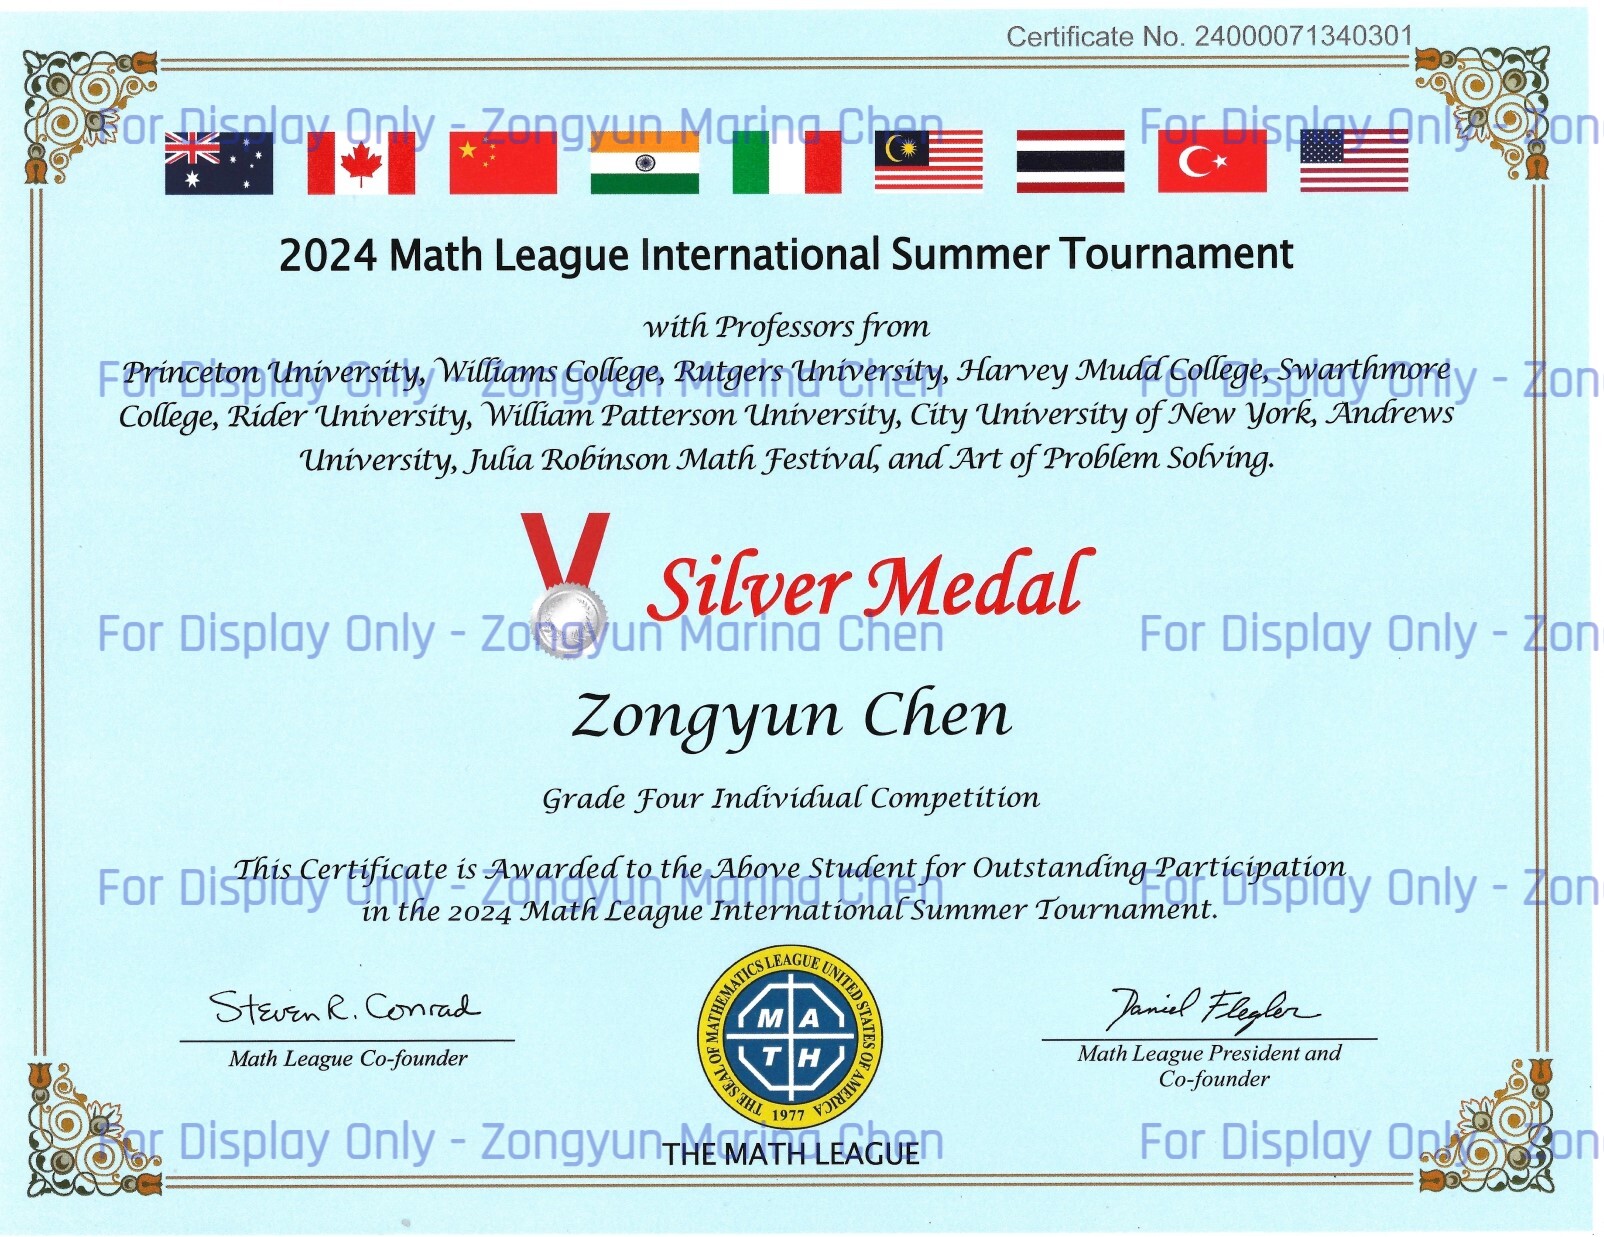 Certificate No. 24000071340301
For Display Only - Zongyun Marina Chen For Display Only - Zon
2024 Math League International Summer Tournament
with Professors from
For Display Only - Zongyun Marina Chen For Display Only - Zon
Princeton University, Williams College, Rutgers University, Harvey Mudd College, Swarthmore
College, Rider University, William Patterson University, City University of New York, Andrews
University, Julia Robinson Math Festival, and Art of Problem Solving.
Silver Medal
For Display Only - Zongyun Marina Chen For Display Only - Zon
Zongyun Chen
Grade Four Individual Competition
This Certificate is Awarded to the Above Student for Outstanding Participation
For Display Only - Zongyun Marina Chen For Display Only - Zon
in the 2024 Math League International Summer Tournament.
Steven R. Conrad
Math League Co-founder
THE SEAL OF MATHEMATICS LEAGUE UNITED STATES OF AMERICA
MA
TH
1977
Daniel Flegler
Math League President and
Co-founder
For Display Only - Zongyun Marina Chen For Display Only - Zon
THE MATH LEAGUE